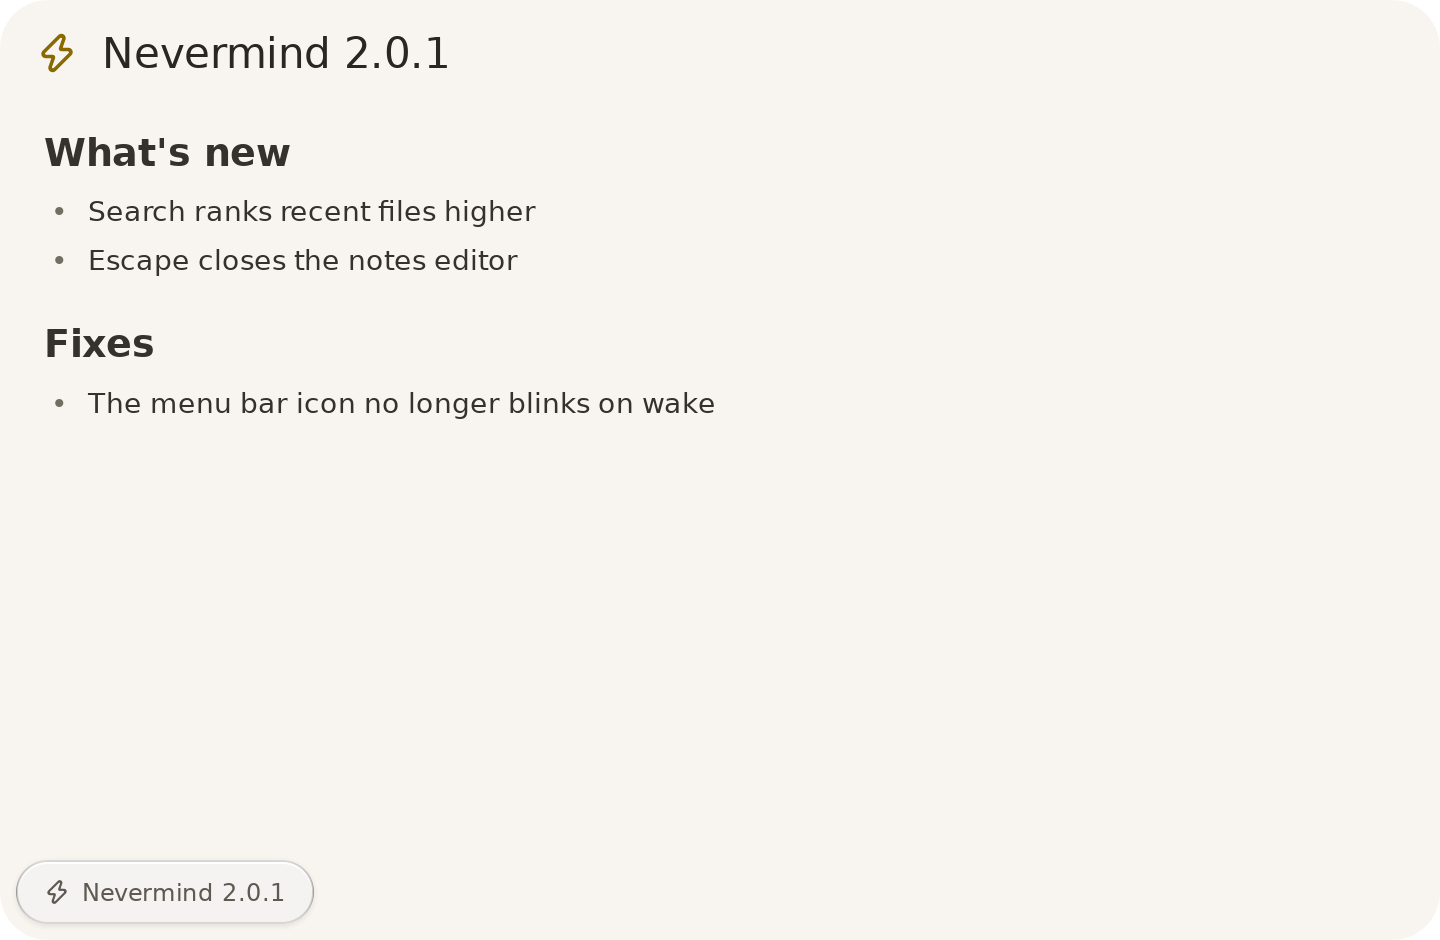 Nevermind 2.0.1
What's new
• Search ranks recent files higher
• Escape closes the notes editor
Fixes
• The menu bar icon no longer blinks on wake
Nevermind 2.0.1